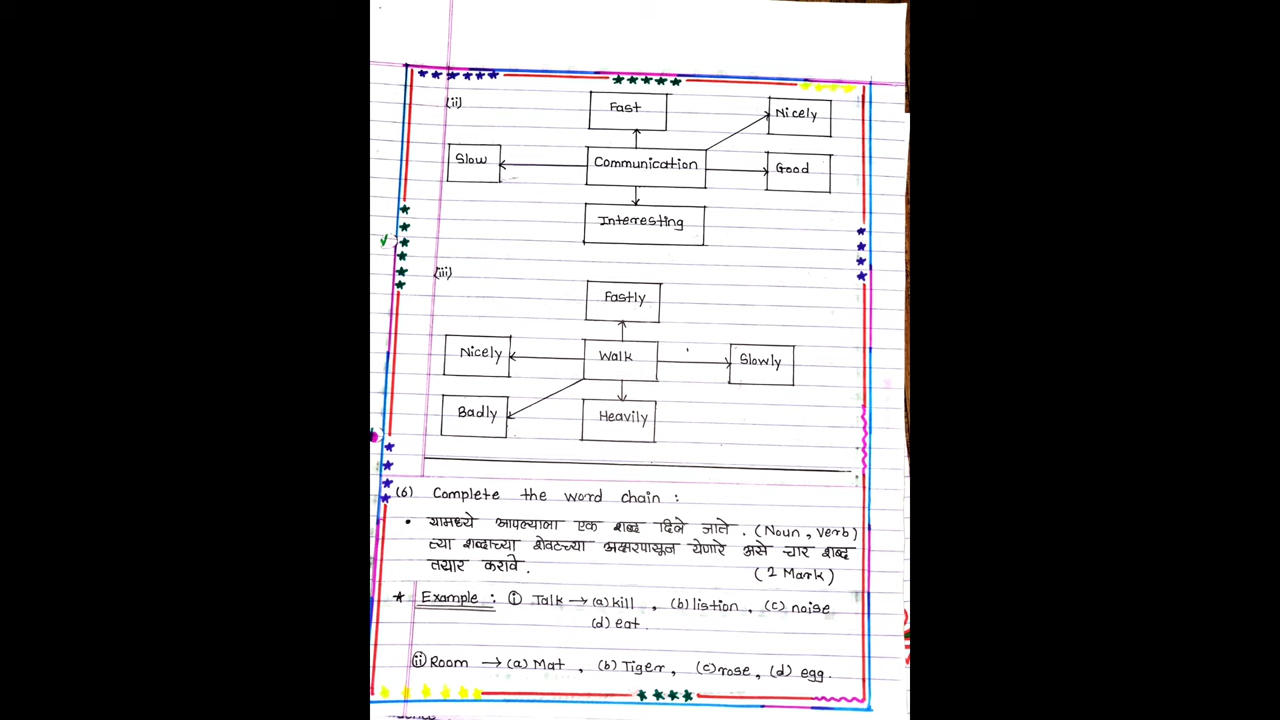 (ii)
Fast
Nicely
Slow
Communication
Good
Interesting
(iii)
Fastly
Nicely
Walk
Slowly
Badly
Heavily
(6) Complete the word chain :
• यामध्ये आपल्याला एक शब्द दिले जाते. (Noun, verb)
त्या शब्दाच्या शेवटच्या अक्षरपासून येणारे असे चार शब्द
तयार करावे. (2 Mark)
* Example : (i) Talk → (a) kill , (b) listion , (c) noise
(d) eat.
(ii) Room → (a) Mat , (b) Tiger , (c) rose , (d) egg.